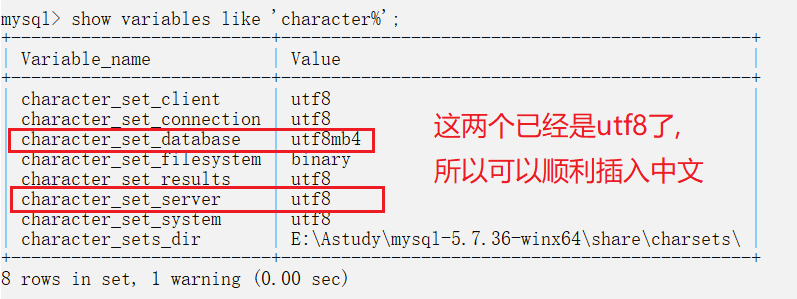 mysql> show variables like 'character%';
+--------------------------+---------------------------------------------+
| Variable_name | Value |
+--------------------------+---------------------------------------------+
| character_set_client | utf8 |
| character_set_connection | utf8 |
| character_set_database | utf8mb4 |
| character_set_filesystem | binary |
| character_set_results | utf8 |
| character_set_server | utf8 |
| character_set_system | utf8 |
| character_sets_dir | E:\Astudy\mysql-5.7.36-winx64\share\charsets\ |
+--------------------------+---------------------------------------------+
8 rows in set, 1 warning (0.00 sec)
这两个已经是utf8了,
所以可以顺利插入中文